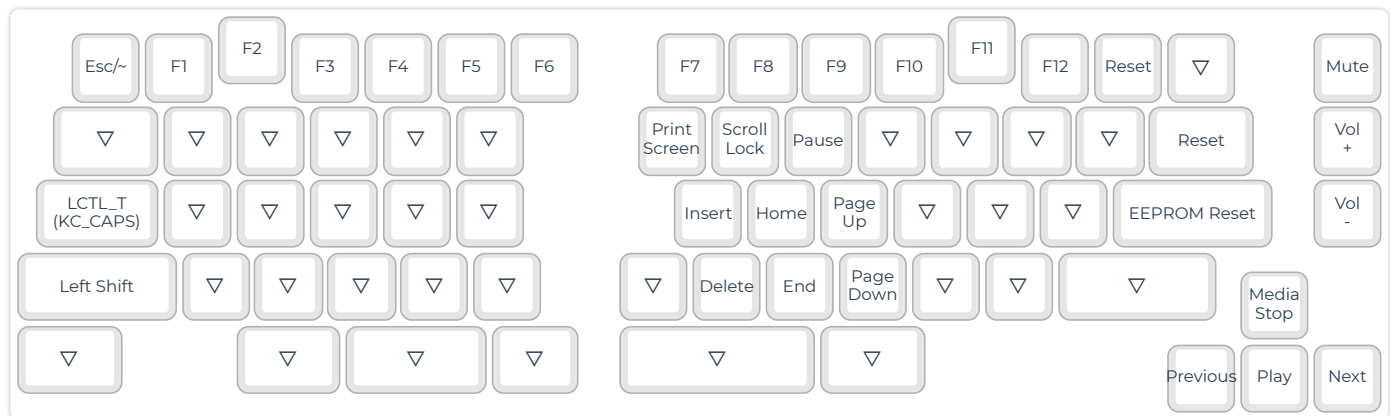 Esc/~ F1 F2 F3 F4 F5 F6 F7 F8 F9 F10 F11 F12 Reset ▽ Mute
▽ ▽ ▽ ▽ ▽ ▽ Print Screen Scroll Lock Pause ▽ ▽ ▽ ▽ Reset Vol +
LCTL_T (KC_CAPS) ▽ ▽ ▽ ▽ ▽ Insert Home Page Up ▽ ▽ ▽ EEPROM Reset Vol -
Left Shift ▽ ▽ ▽ ▽ ▽ ▽ Delete End Page Down ▽ ▽ ▽ Media Stop
▽ ▽ ▽ ▽ ▽ ▽ Previous Play Next